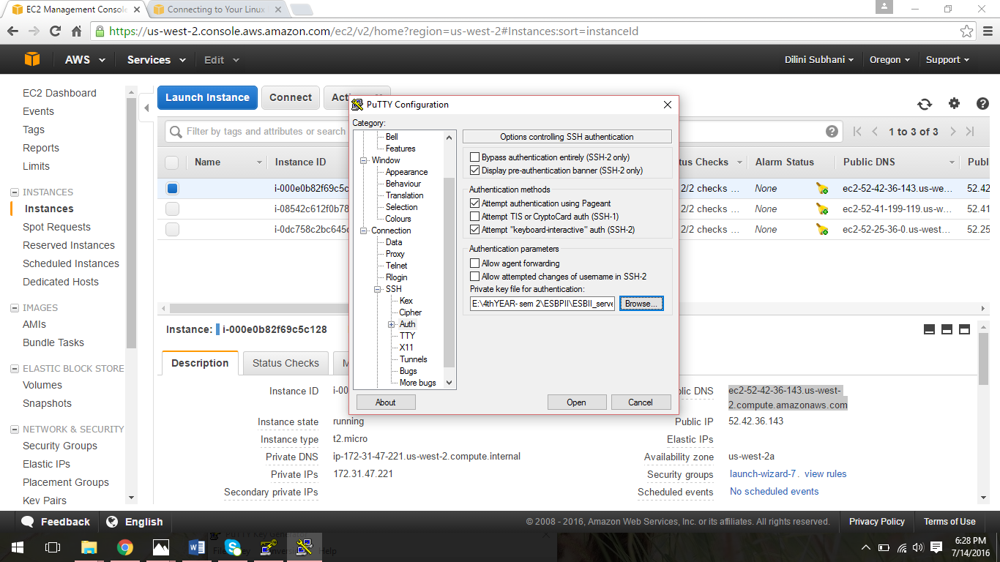 EC2 Management Conso
Connecting to Your Linux
https://us-west-2.console.aws.amazon.com/ec2/v2/home?region=us-west-2#Instances:sort=instanceId
AWS Services Edit Dilini Subhani Oregon Support
EC2 Dashboard
Events
Tags
Reports
Limits
INSTANCES
Instances
Spot Requests
Reserved Instances
Scheduled Instances
Dedicated Hosts
IMAGES
AMIs
Bundle Tasks
ELASTIC BLOCK STORE
Volumes
Snapshots
NETWORK & SECURITY
Security Groups
Elastic IPs
Placement Groups
Key Pairs
Launch Instance Connect
Filter by tags and attributes or search
1 to 3 of 3
Name Instance ID tus Checks Alarm Status Public DNS Publ
i-000e0b82f69c5c 2/2 checks ... None ec2-52-42-36-143.us-we... 52.42
i-08542c612f0b78 2/2 checks ... None ec2-52-41-199-119.us-w... 52.41
i-0dc758c2bc645 2/2 checks ... None ec2-52-25-36-0.us-west... 52.25
PuTTY Configuration
Category:
Bell
Features
Window
Appearance
Behaviour
Translation
Selection
Colours
Connection
Data
Proxy
Telnet
Rlogin
SSH
Kex
Cipher
Auth
TTY
X11
Tunnels
Bugs
More bugs
Options controlling SSH authentication
Bypass authentication entirely (SSH-2 only)
Display pre-authentication banner (SSH-2 only)
Authentication methods
Attempt authentication using Pageant
Attempt TIS or CryptoCard auth (SSH-1)
Attempt "keyboard-interactive" auth (SSH-2)
Authentication parameters
Allow agent forwarding
Allow attempted changes of username in SSH-2
Private key file for authentication:
E:\4thYEAR- sem 2\ESBPII\ESBII_serve Browse...
About Open Cancel
Instance: i-000e0b82f69c5c128
Description Status Checks M
Instance ID i-00
Instance state running
Instance type t2.micro
Private DNS ip-172-31-47-221.us-west-2.compute.internal
Private IPs 172.31.47.221
Secondary private IPs
blic DNS ec2-52-42-36-143.us-west-
2.compute.amazonaws.com
Public IP 52.42.36.143
Elastic IPs
Availability zone us-west-2a
Security groups launch-wizard-7. view rules
Scheduled events No scheduled events
Feedback English © 2008 - 2016, Amazon Web Services, Inc. or its affiliates. All rights reserved. Privacy Policy Terms of Use
6:28 PM
7/14/2016